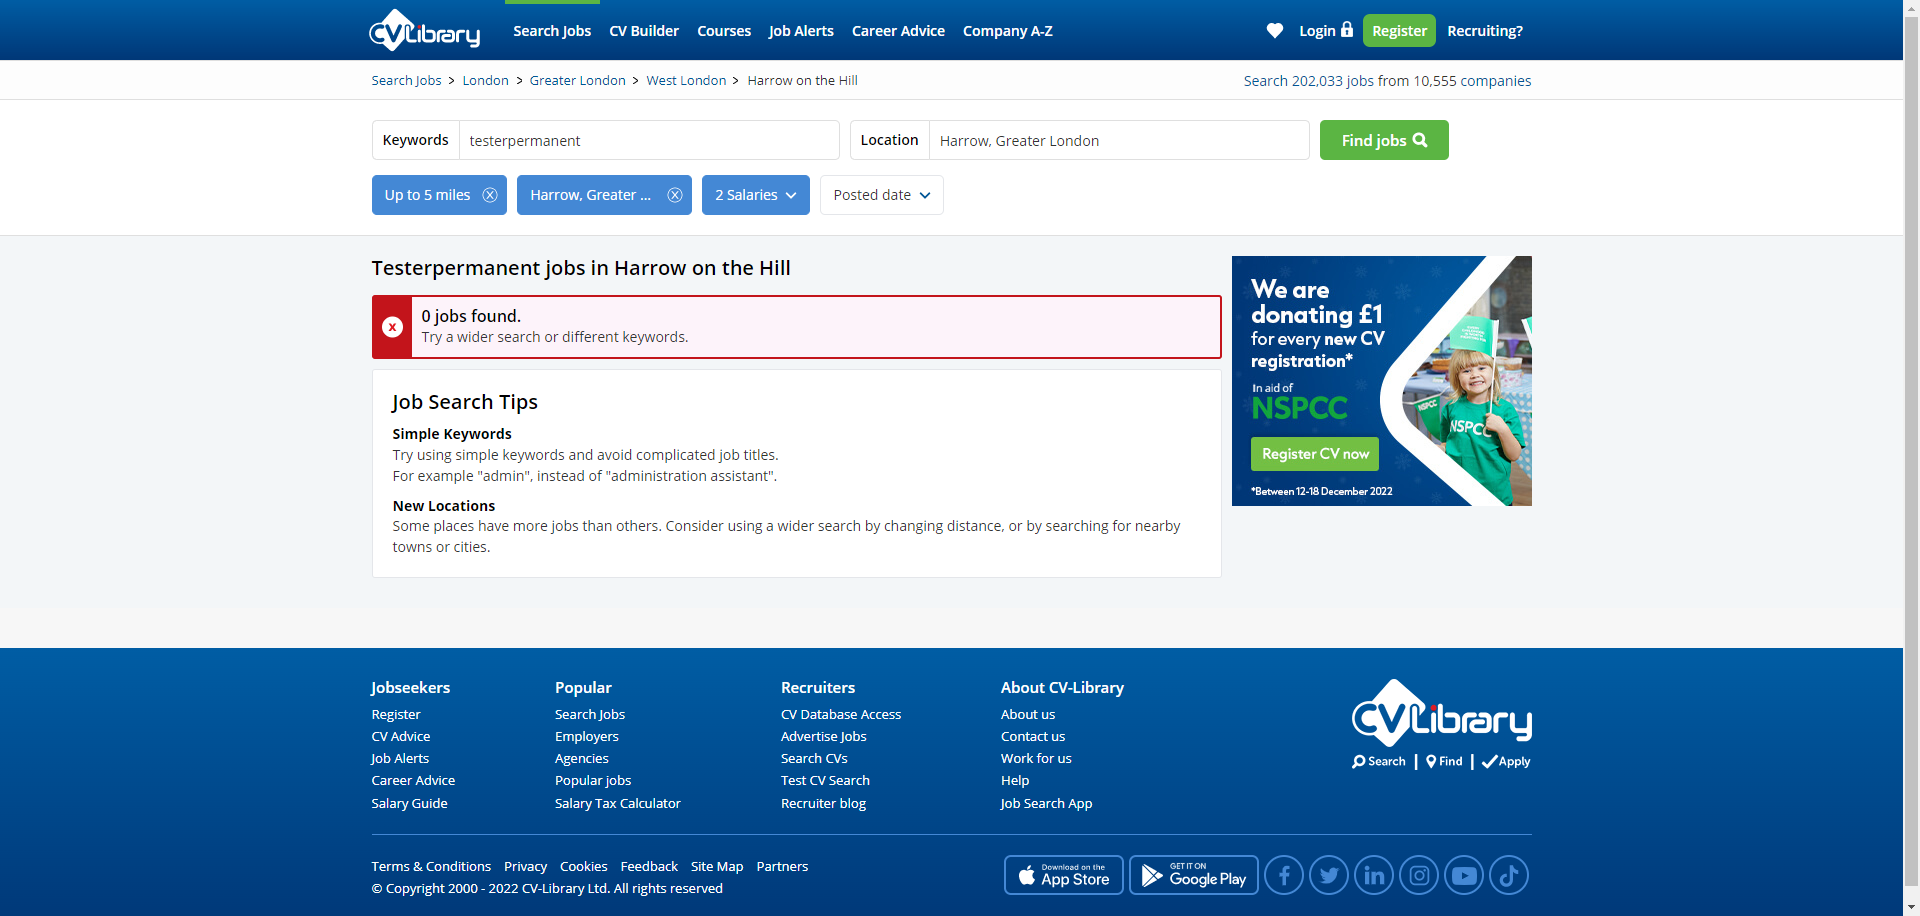 CVLibrary
Search Jobs CV Builder Courses Job Alerts Career Advice Company A-Z Login Register Recruiting?
Search Jobs > London > Greater London > West London > Harrow on the Hill
Search 202,033 jobs from 10,555 companies
Keywords testerpermanent Location Harrow, Greater London Find jobs
Up to 5 miles Harrow, Greater ... 2 Salaries Posted date
Testerpermanent jobs in Harrow on the Hill
0 jobs found.
Try a wider search or different keywords.
Job Search Tips
Simple Keywords
Try using simple keywords and avoid complicated job titles.
For example "admin", instead of "administration assistant".
New Locations
Some places have more jobs than others. Consider using a wider search by changing distance, or by searching for nearby
towns or cities.
We are
donating £1
for every new CV
registration*
In aid of
NSPCC
Register CV now
*Between 12-18 December 2022
NSPCC
NSPCC
Jobseekers
Register
CV Advice
Job Alerts
Career Advice
Salary Guide
Popular
Search Jobs
Employers
Agencies
Popular jobs
Salary Tax Calculator
Recruiters
CV Database Access
Advertise Jobs
Search CVs
Test CV Search
Recruiter blog
About CV-Library
About us
Contact us
Work for us
Help
Job Search App
CVLibrary
Search | Find | Apply
Terms & Conditions Privacy Cookies Feedback Site Map Partners
© Copyright 2000 - 2022 CV-Library Ltd. All rights reserved
Download on the
App Store
GET IT ON
Google Play